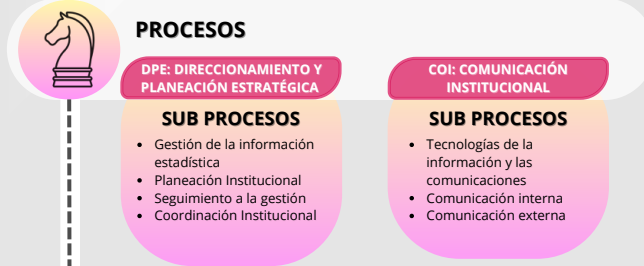 PROCESOS
DPE: DIRECCIONAMIENTO Y
PLANEACIÓN ESTRATÉGICA
SUB PROCESOS
• Gestión de la información
estadística
• Planeación Institucional
• Seguimiento a la gestión
• Coordinación Institucional
COI: COMUNICACIÓN
INSTITUCIONAL
SUB PROCESOS
• Tecnologías de la
información y las
comunicaciones
• Comunicación interna
• Comunicación externa